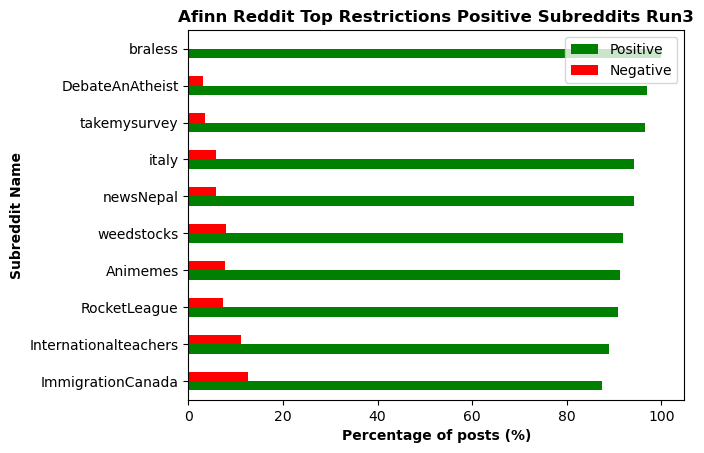 Afinn Reddit Top Restrictions Positive Subreddits Run3
Positive
Negative
braless
DebateAnAtheist
takemysurvey
italy
newsNepal
weedstocks
Animemes
RocketLeague
Internationalteachers
ImmigrationCanada
Subreddit Name
0 20 40 60 80 100
Percentage of posts (%)